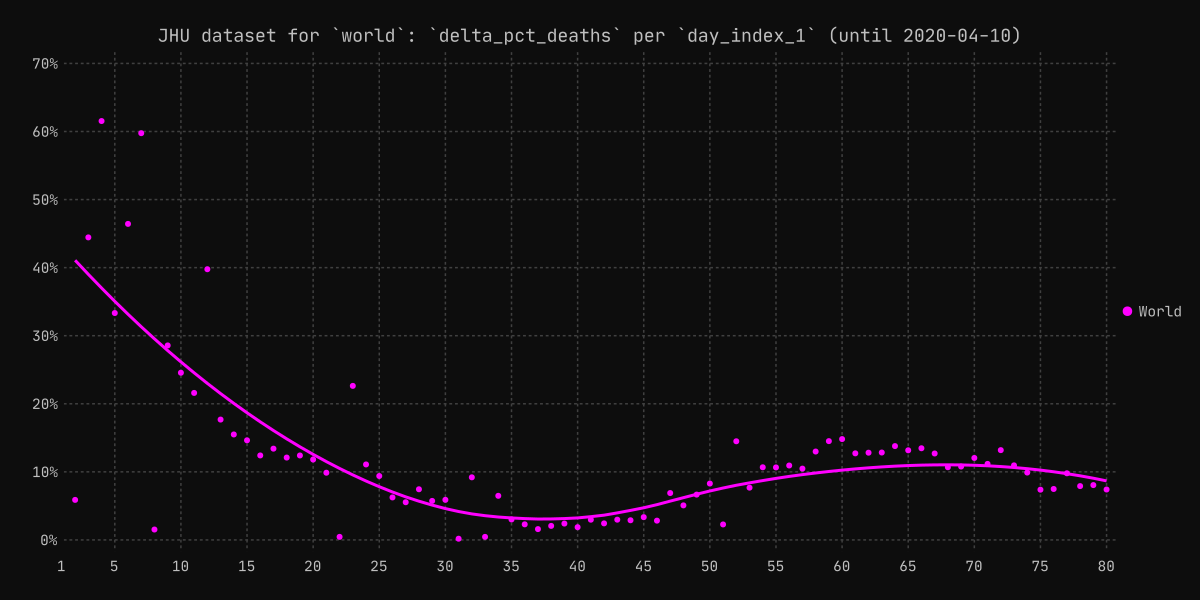 JHU dataset for `world`: `delta_pct_deaths` per `day_index_1` (until 2020-04-10)
70%
60%
50%
40%
30%
20%
10%
0%
World
1 5 10 15 20 25 30 35 40 45 50 55 60 65 70 75 80